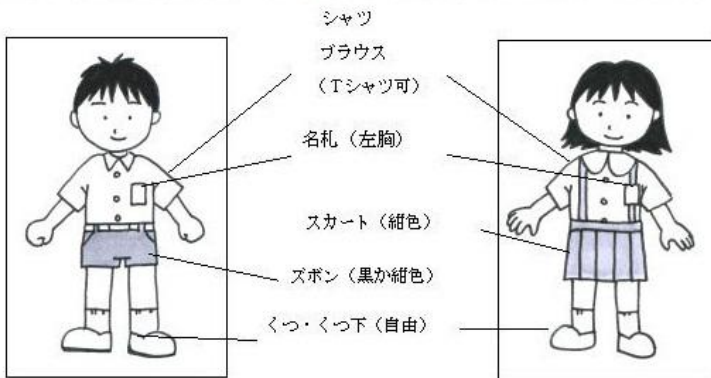 シャツ
ブラウス
(Tシャツ可)
名札(左胸)
スカート(紺色)
ズボン(黒か紺色)
くつ・くつ下(自由)